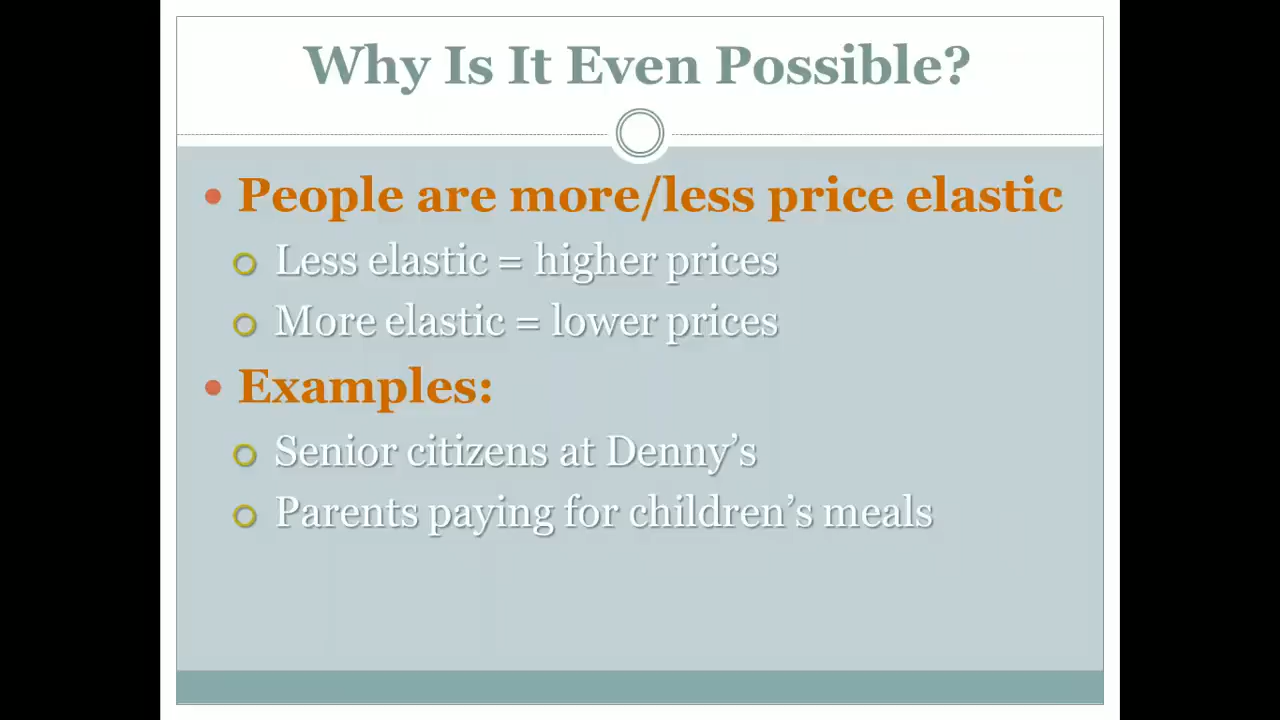 Why Is It Even Possible?
People are more/less price elastic
Less elastic = higher prices
More elastic = lower prices
Examples:
Senior citizens at Denny’s
Parents paying for children’s meals